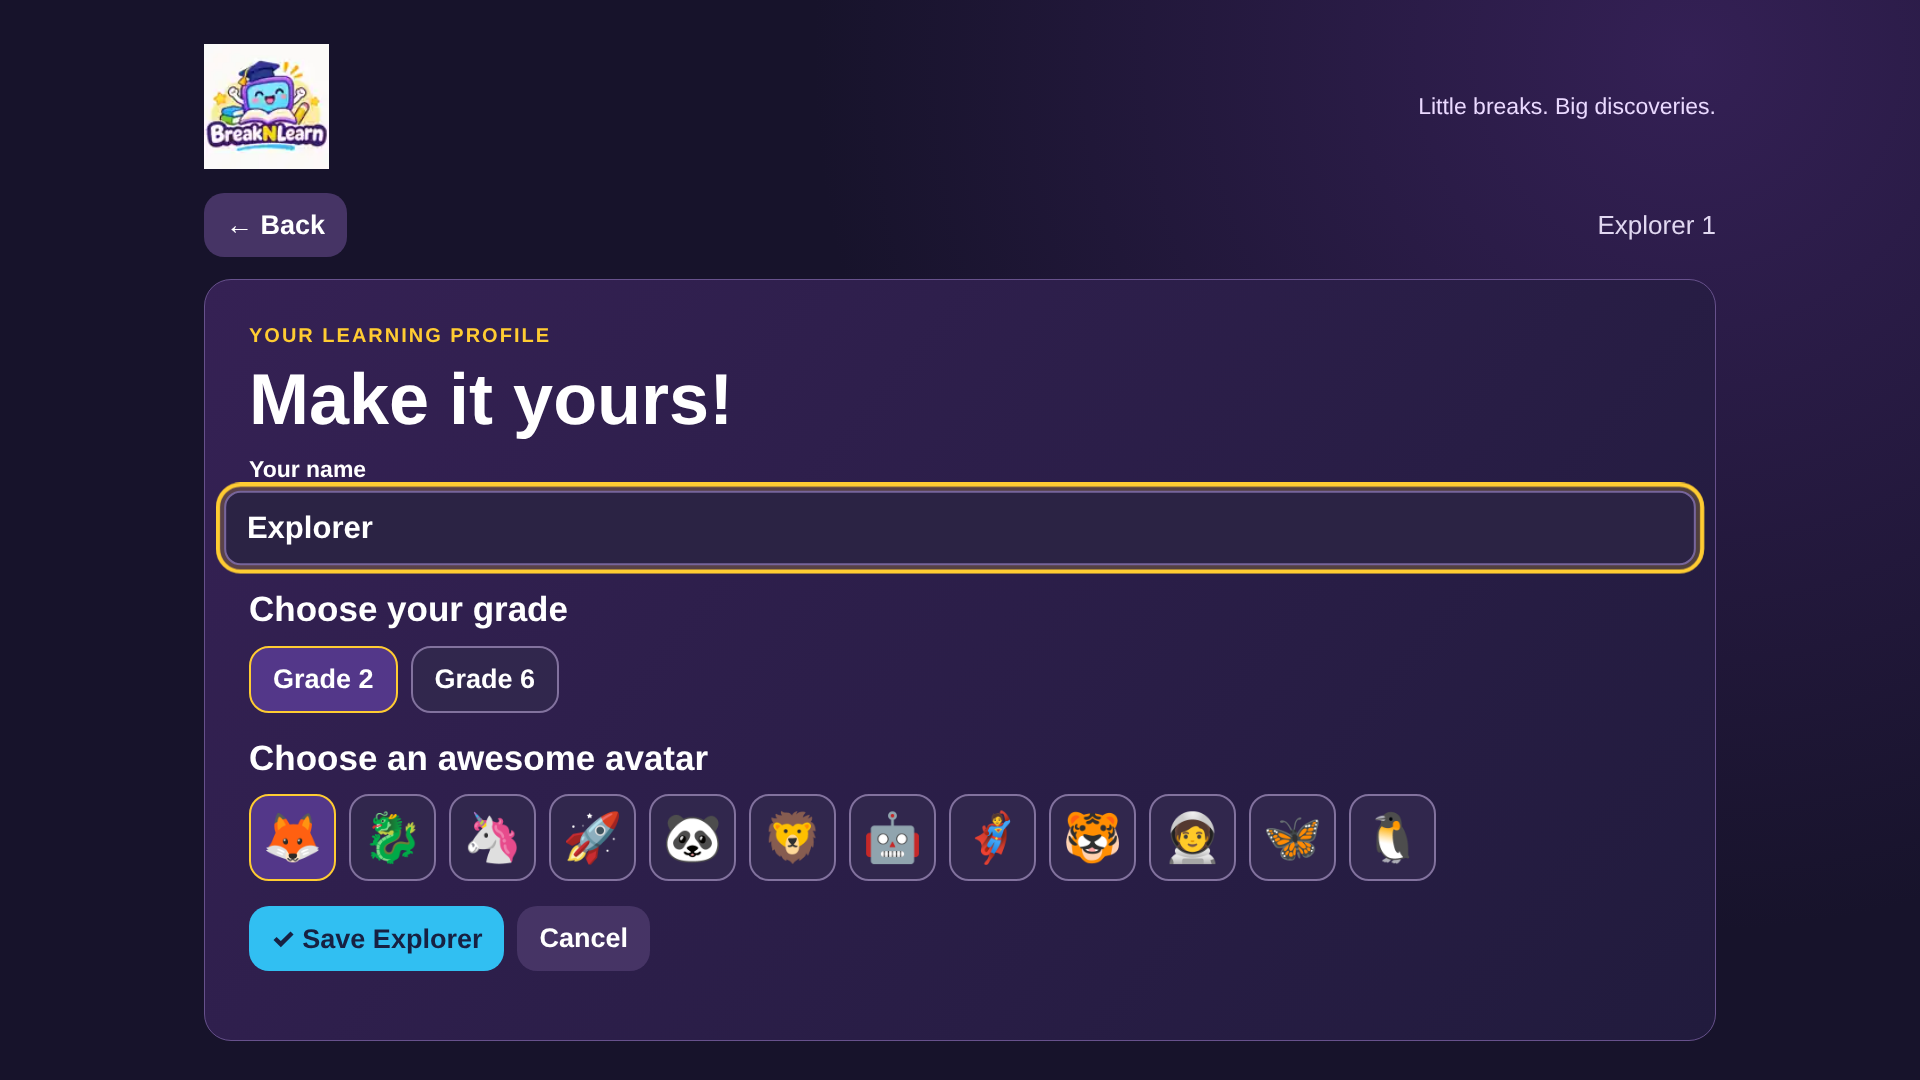 BreakNLearn
Little breaks. Big discoveries.
← Back
Explorer 1
YOUR LEARNING PROFILE
Make it yours!
Your name
Explorer
Choose your grade
Grade 2
Grade 6
Choose an awesome avatar
✓ Save Explorer
Cancel